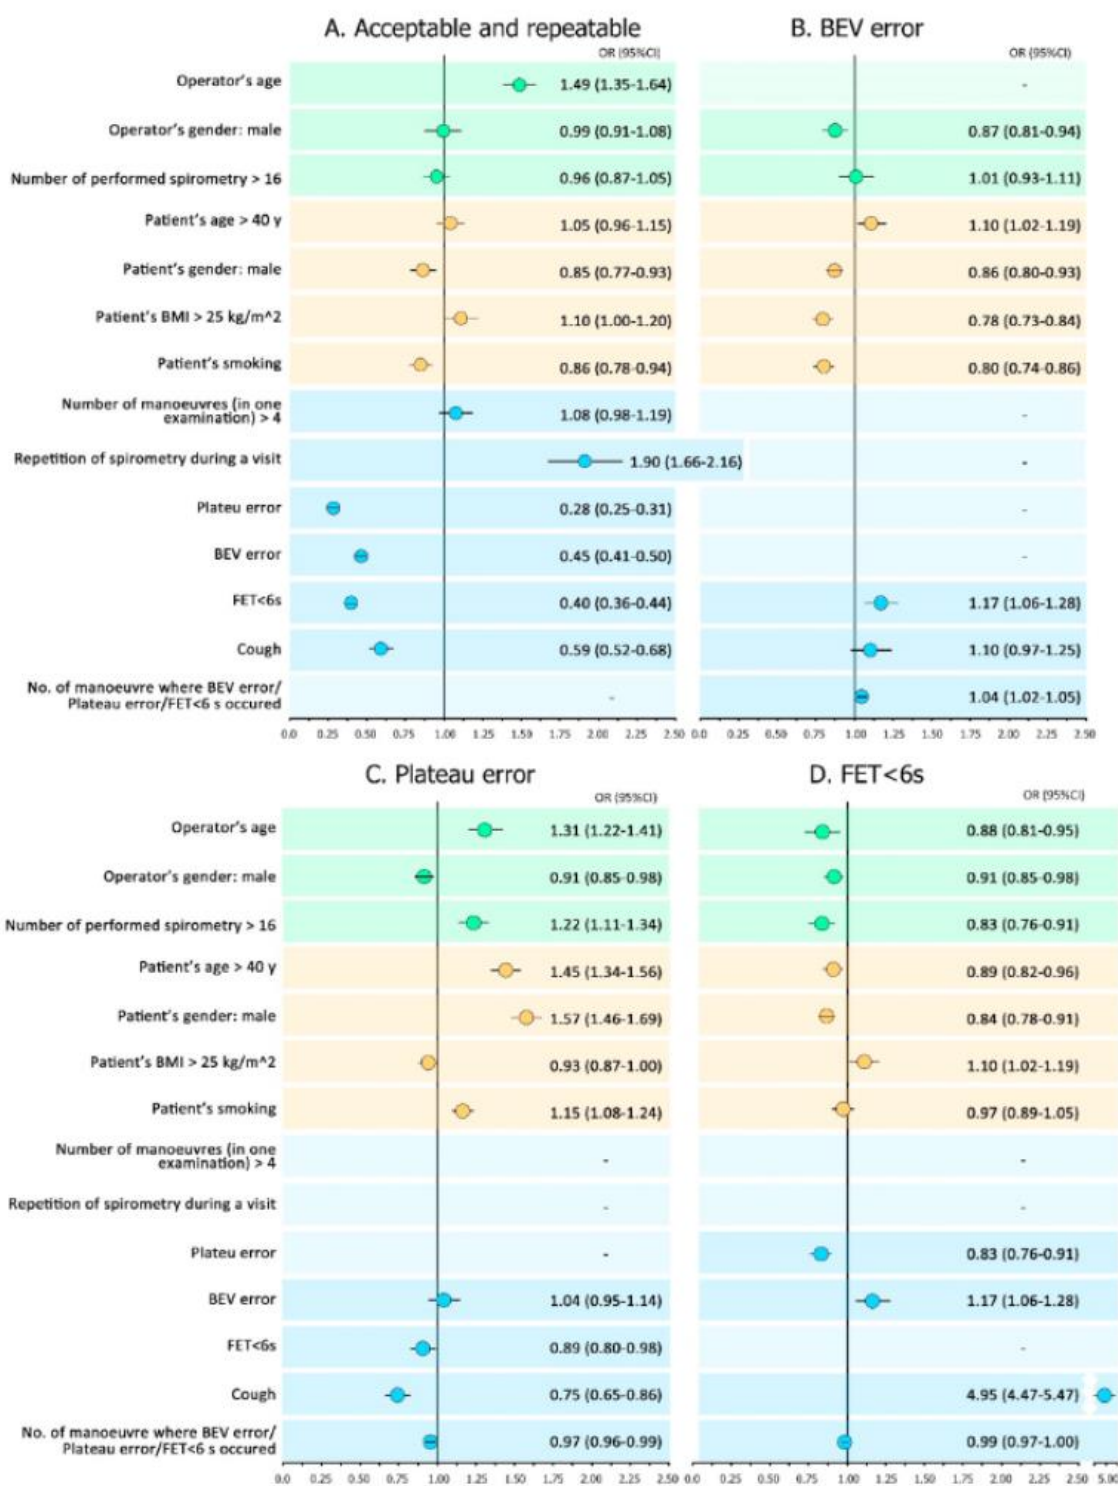 A. Acceptable and repeatable
B. BEV error
OR (95%CI)
OR (95%CI)
Operator's age 1.49 (1.35-1.64) -
Operator's gender: male 0.99 (0.91-1.08) 0.87 (0.81-0.94)
Number of performed spirometry > 16 0.96 (0.87-1.05) 1.01 (0.93-1.11)
Patient's age > 40 y 1.05 (0.96-1.15) 1.10 (1.02-1.19)
Patient's gender: male 0.85 (0.77-0.93) 0.86 (0.80-0.93)
Patient's BMI > 25 kg/m^2 1.10 (1.00-1.20) 0.78 (0.73-0.84)
Patient's smoking 0.86 (0.78-0.94) 0.80 (0.74-0.86)
Number of manoeuvres (in one
examination) > 4 1.08 (0.98-1.19) -
Repetition of spirometry during a visit 1.90 (1.66-2.16) -
Plateu error 0.28 (0.25-0.31) -
BEV error 0.45 (0.41-0.50) -
FET<6s 0.40 (0.36-0.44) 1.17 (1.06-1.28)
Cough 0.59 (0.52-0.68) 1.10 (0.97-1.25)
No. of manoeuvre where BEV error/
Plateau error/FET<6 s occured - 1.04 (1.02-1.05)
0.0 0.25 0.50 0.75 1.00 1.25 1.50 1.75 2.00 2.25 2.50 0.0 0.25 0.50 0.75 1.00 1.25 1.50 1.75 2.00 2.25 2.50
C. Plateau error
D. FET<6s
OR (95%CI)
OR (95%CI)
Operator's age 1.31 (1.22-1.41) 0.88 (0.81-0.95)
Operator's gender: male 0.91 (0.85-0.98) 0.91 (0.85-0.98)
Number of performed spirometry > 16 1.22 (1.11-1.34) 0.83 (0.76-0.91)
Patient's age > 40 y 1.45 (1.34-1.56) 0.89 (0.82-0.96)
Patient's gender: male 1.57 (1.46-1.69) 0.84 (0.78-0.91)
Patient's BMI > 25 kg/m^2 0.93 (0.87-1.00) 1.10 (1.02-1.19)
Patient's smoking 1.15 (1.08-1.24) 0.97 (0.89-1.05)
Number of manoeuvres (in one
examination) > 4 - -
Repetition of spirometry during a visit - -
Plateu error - 0.83 (0.76-0.91)
BEV error 1.04 (0.95-1.14) 1.17 (1.06-1.28)
FET<6s 0.89 (0.80-0.98) -
Cough 0.75 (0.65-0.86) 4.95 (4.47-5.47)
No. of manoeuvre where BEV error/
Plateau error/FET<6 s occured 0.97 (0.96-0.99) 0.99 (0.97-1.00)
0.0 0.25 0.50 0.75 1.00 1.25 1.50 1.75 2.00 2.25 2.50 0.0 0.25 0.50 0.75 1.00 1.25 1.50 1.75 2.00 2.25 2.50 5.00